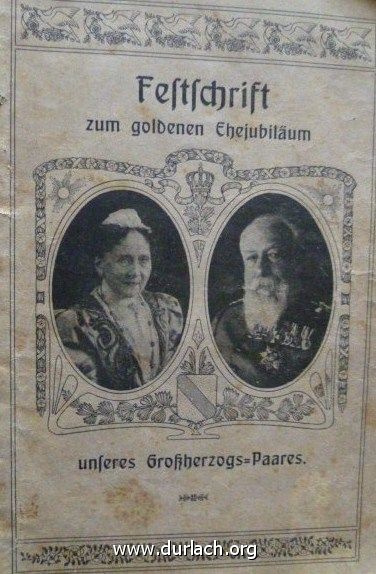 Festschrift
zum goldenen Ehejubiläum
unseres Großherzogs=Paares.
www.durlach.org